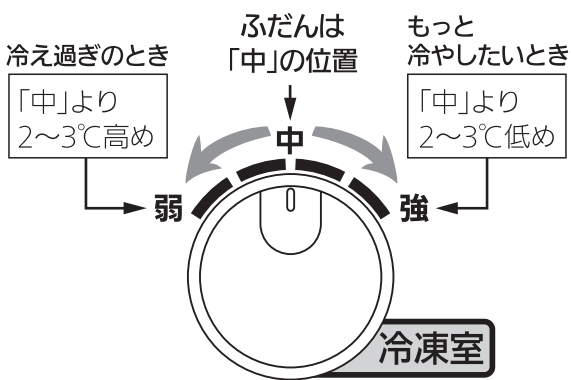 冷え過ぎのとき
「中」より
2～3℃高め
ふだんは
「中」の位置
もっと
冷やしたいとき
「中」より
2～3℃低め
弱
中
強
冷凍室